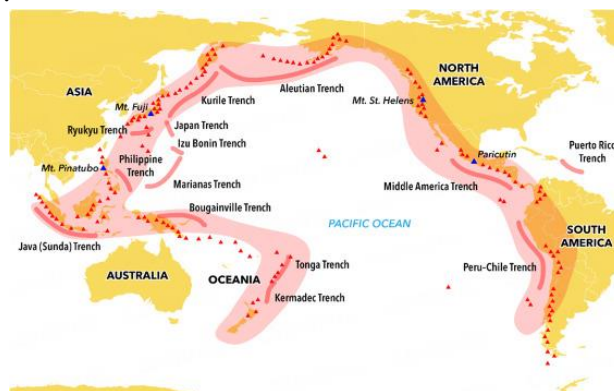 NORTH
AMERICA
ASIA
Aleutian Trench
Kurile Trench
Mt. Fuji
Mt. St. Helens
Japan Trench
Ryukyu Trench
Izu Bonin Trench
Puerto Rico
Trench
Paricutin
Philippine
Trench
Mt. Pinatubo
Marianas Trench
Middle America Trench
Bougainville Trench
PACIFIC OCEAN
SOUTH
AMERICA
Java (Sunda) Trench
Tonga Trench
Peru-Chile Trench
AUSTRALIA
OCEANIA
Kermadec Trench